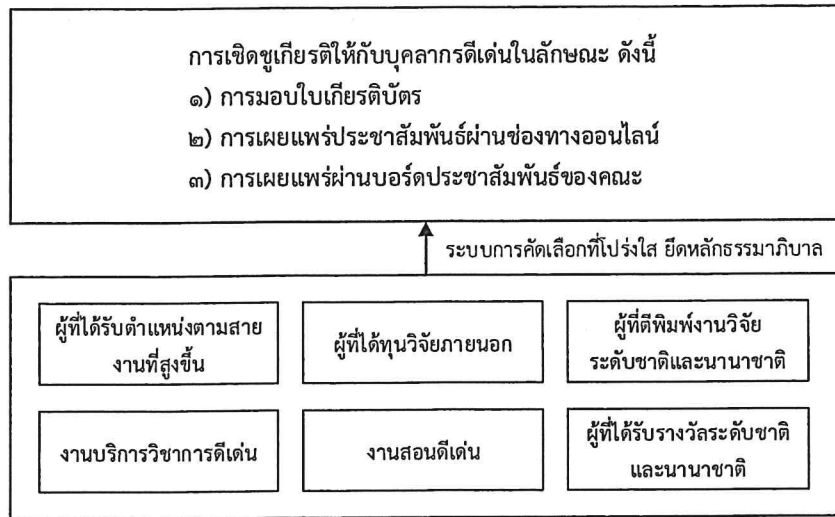 การเชิดชูเกียรติให้กับบุคลากรดีเด่นในลักษณะ ดังนี้
๑) การมอบใบเกียรติบัตร
๒) การเผยแพร่ประชาสัมพันธ์ผ่านช่องทางออนไลน์
๓) การเผยแพร่ผ่านบอร์ดประชาสัมพันธ์ของคณะ
ระบบการคัดเลือกที่โปร่งใส ยึดหลักธรรมาภิบาล
ผู้ที่ได้รับตำแหน่งตามสาย
งานที่สูงขึ้น
ผู้ที่ได้ทุนวิจัยภายนอก
ผู้ที่ตีพิมพ์งานวิจัย
ระดับชาติและนานาชาติ
งานบริการวิชาการดีเด่น
งานสอนดีเด่น
ผู้ที่ได้รับรางวัลระดับชาติ
และนานาชาติ